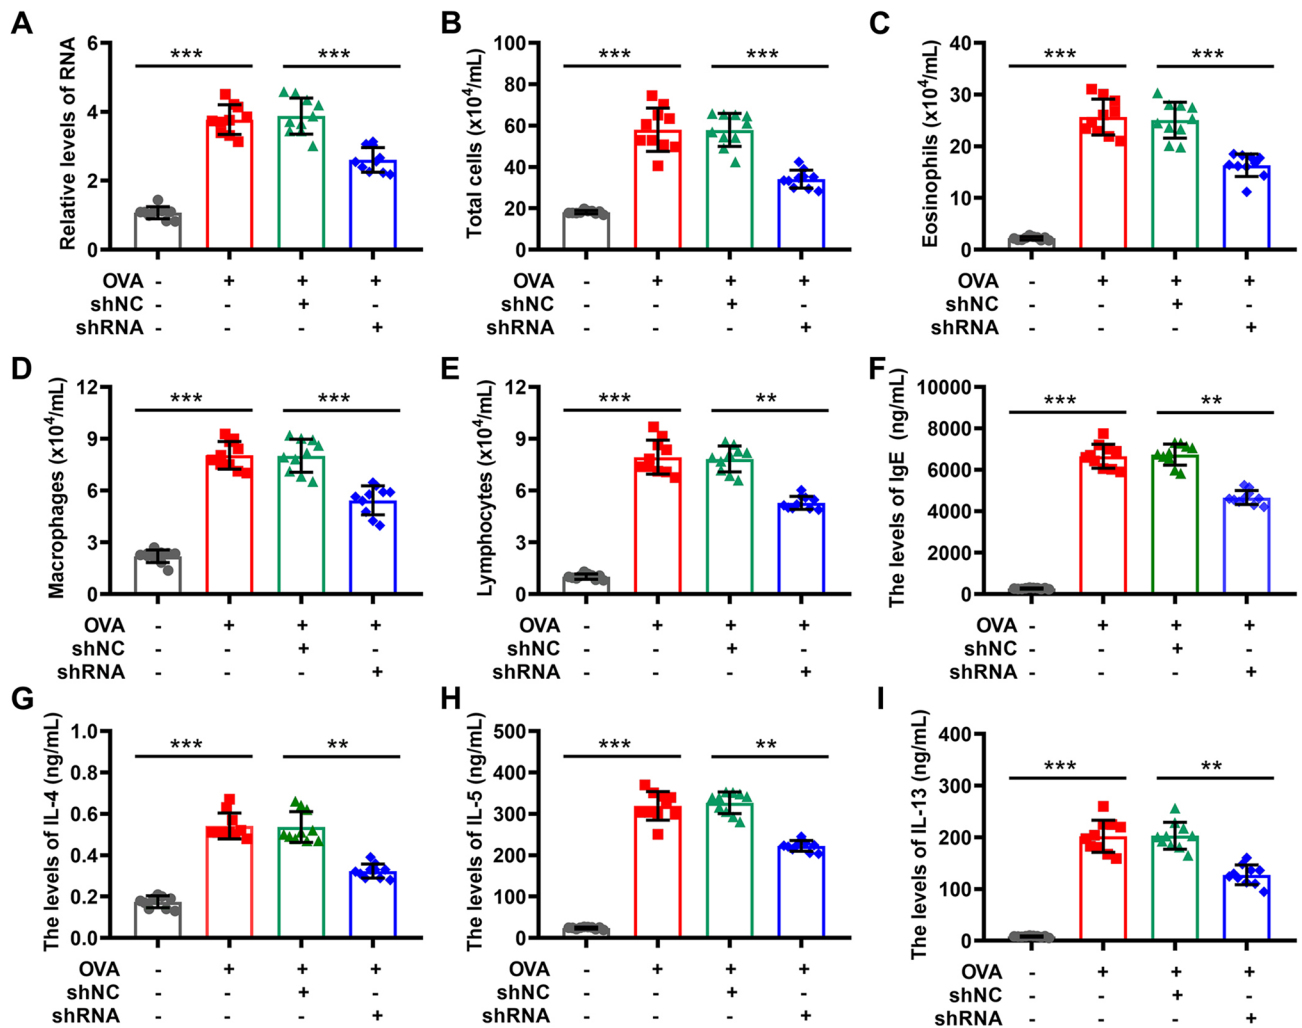 A
B
C
Relative levels of RNA
6
4
2
0
***
***
OVA - + + +
shNC - - + -
shRNA - - - +
Total cells (x10⁴/mL)
100
80
60
40
20
0
***
***
OVA - + + +
shNC - - + -
shRNA - - - +
Eosinophils (x10⁴/mL)
40
30
20
10
0
***
***
OVA - + + +
shNC - - + -
shRNA - - - +
D
E
F
Macrophages (x10⁴/mL)
12
9
6
3
0
***
***
OVA - + + +
shNC - - + -
shRNA - - - +
Lymphocytes (x10⁴/mL)
12
9
6
3
0
***
**
OVA - + + +
shNC - - + -
shRNA - - - +
The levels of IgE (ng/mL)
10000
8000
6000
4000
2000
0
***
**
OVA - + + +
shNC - - + -
shRNA - - - +
G
H
I
The levels of IL-4 (ng/mL)
1.0
0.8
0.6
0.4
0.2
0.0
***
**
OVA - + + +
shNC - - + -
shRNA - - - +
The levels of IL-5 (ng/mL)
500
400
300
200
100
0
***
**
OVA - + + +
shNC - - + -
shRNA - - - +
The levels of IL-13 (ng/mL)
400
300
200
100
0
***
**
OVA - + + +
shNC - - + -
shRNA - - - +